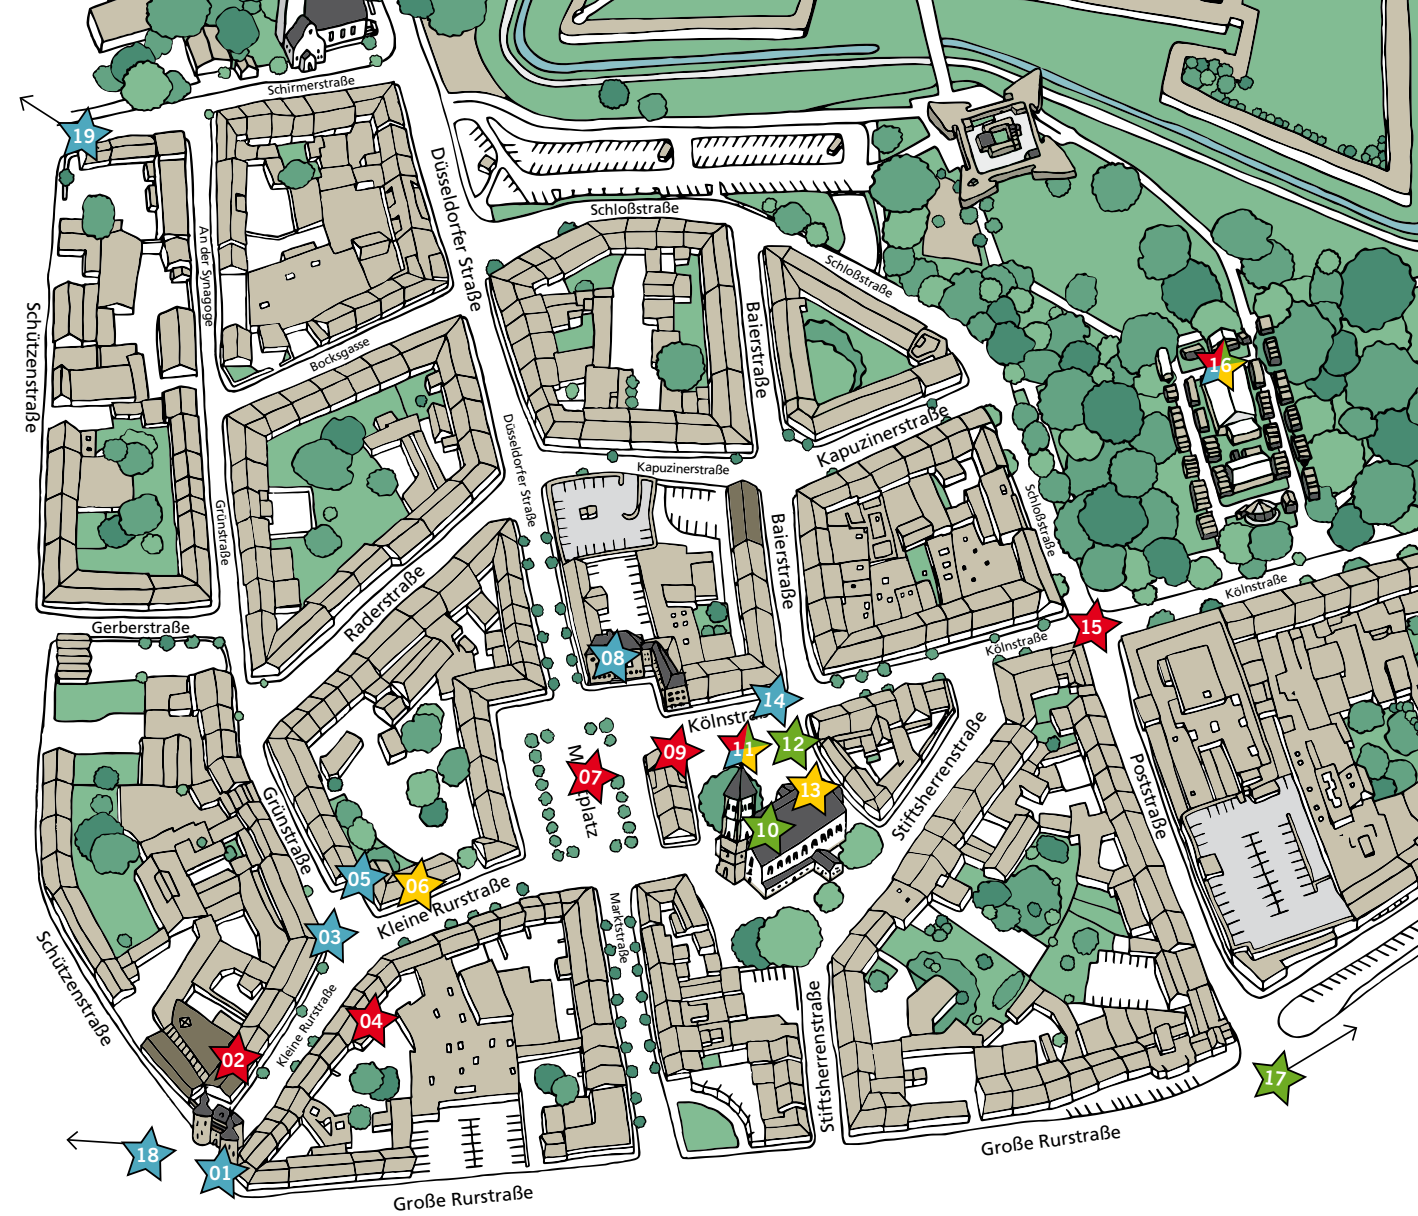 Schirmerstraße
19
Düsseldorfer Straße
Schloßstraße
An der Synagoge
Schloßstraße
Schützenstraße
Baierstraße
Bocksgasse
16
Düsseldorfer Straße
Kapuzinerstraße
Kapuzinerstraße
Grünstraße
Schloßstraße
Baierstraße
Raderstraße
Kölnstraße
Gerberstraße
15
Kölnstraße
08
14
Kölnstraße
11
12
09
07
Marktplatz
13
Stiftsherrenstraße
Poststraße
10
Grünstraße
05
06
Kleine Rurstraße
Marktstraße
03
Schützenstraße
Kleine Rurstraße
04
02
Stiftsherrenstraße
17
18
01
Große Rurstraße
Große Rurstraße